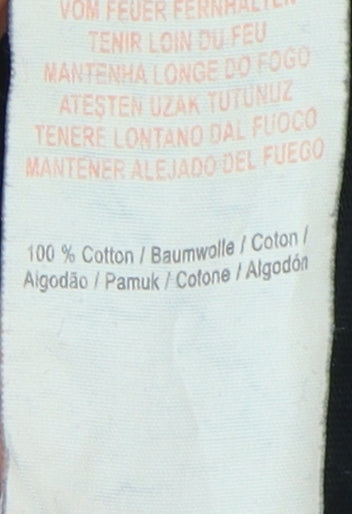 VOM FEUER FERNHALTEN
TENIR LOIN DU FEU
MANTENHA LONGE DO FOGO
ATEŞTEN UZAK TUTUNUZ
TENERE LONTANO DAL FUOCO
MANTENER ALEJADO DEL FUEGO
100 % Cotton / Baumwolle / Coton /
Algodão / Pamuk / Cotone / Algodón